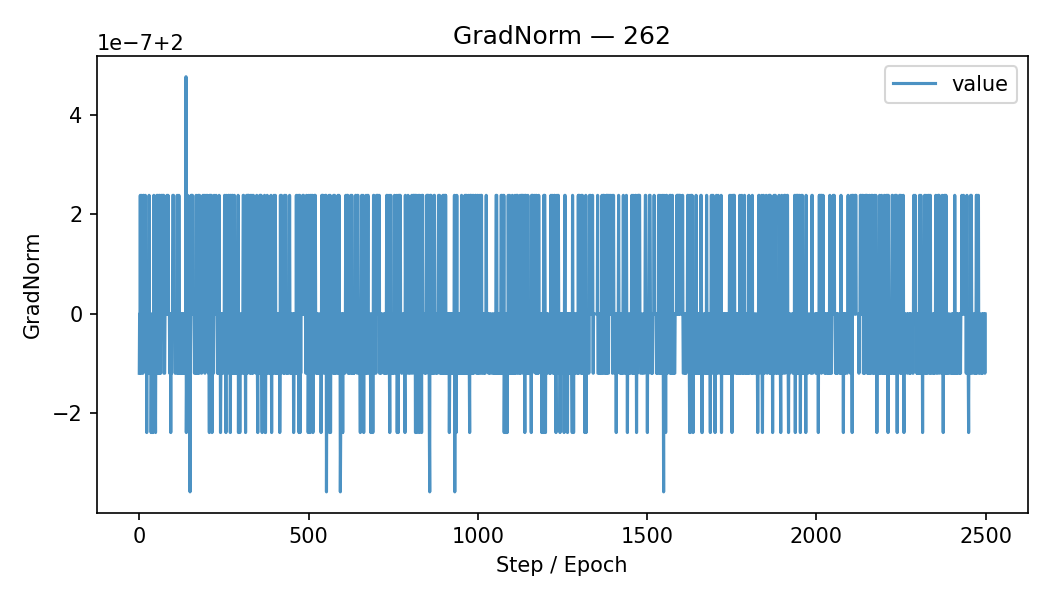 GradNorm — 262
1e−7+2
value
4
2
0
−2
GradNorm
0 500 1000 1500 2000 2500
Step / Epoch